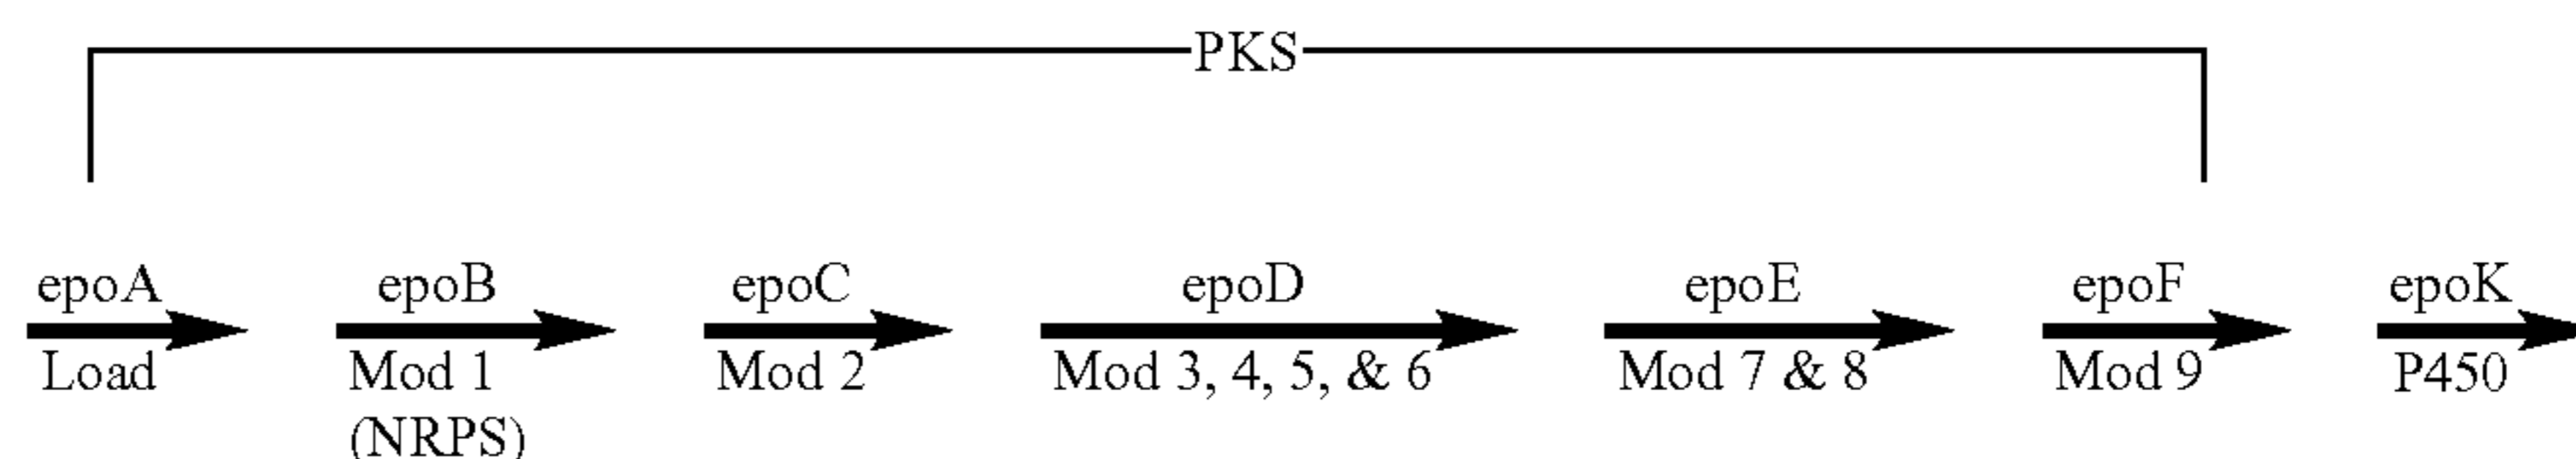 PKS
epoA epoB epoC epoD epoE epoF epoK
Load Mod 1 Mod 2 Mod 3, 4, 5, & 6 Mod 7 & 8 Mod 9 P450
(NRPS)